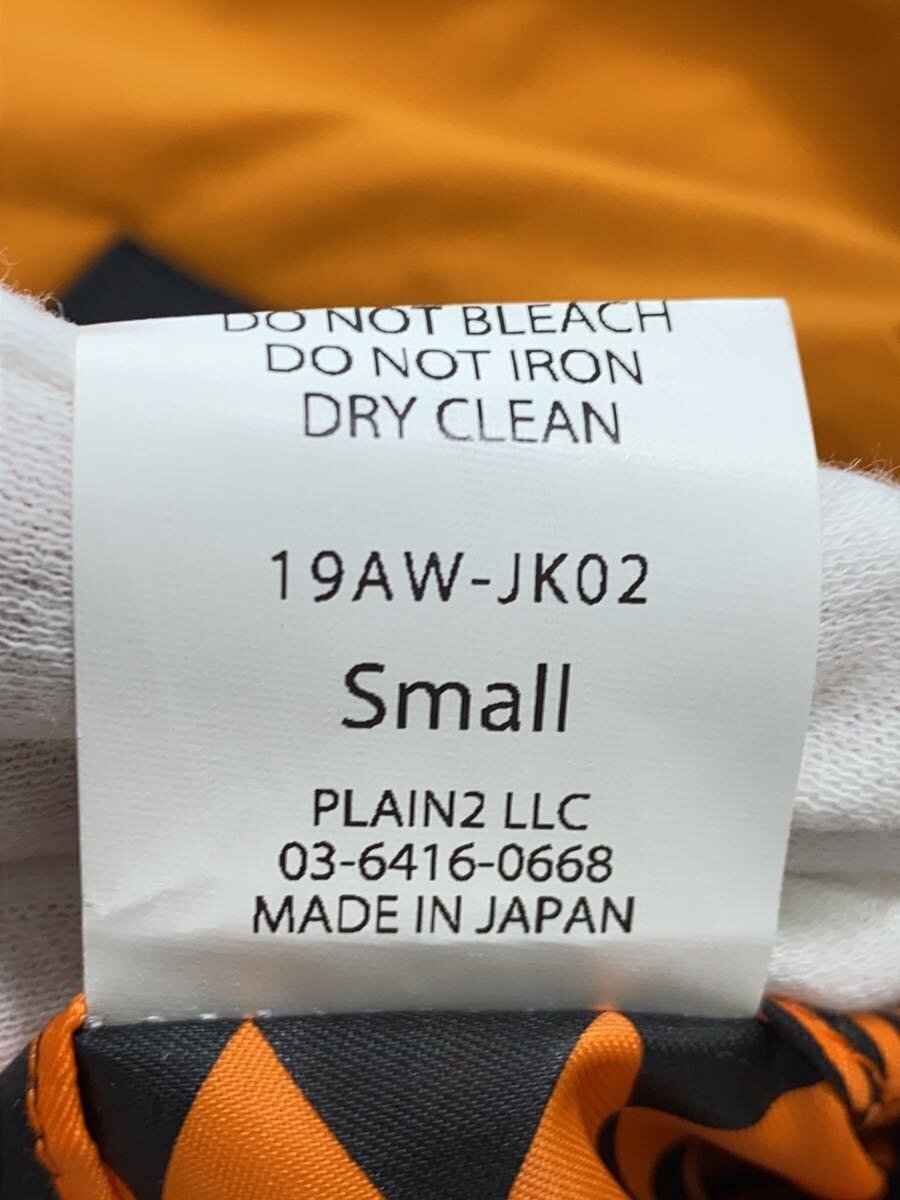 DO NOT BLEACH
DO NOT IRON
DRY CLEAN
19AW-JK02
Small
PLAIN2 LLC
03-6416-0668
MADE IN JAPAN